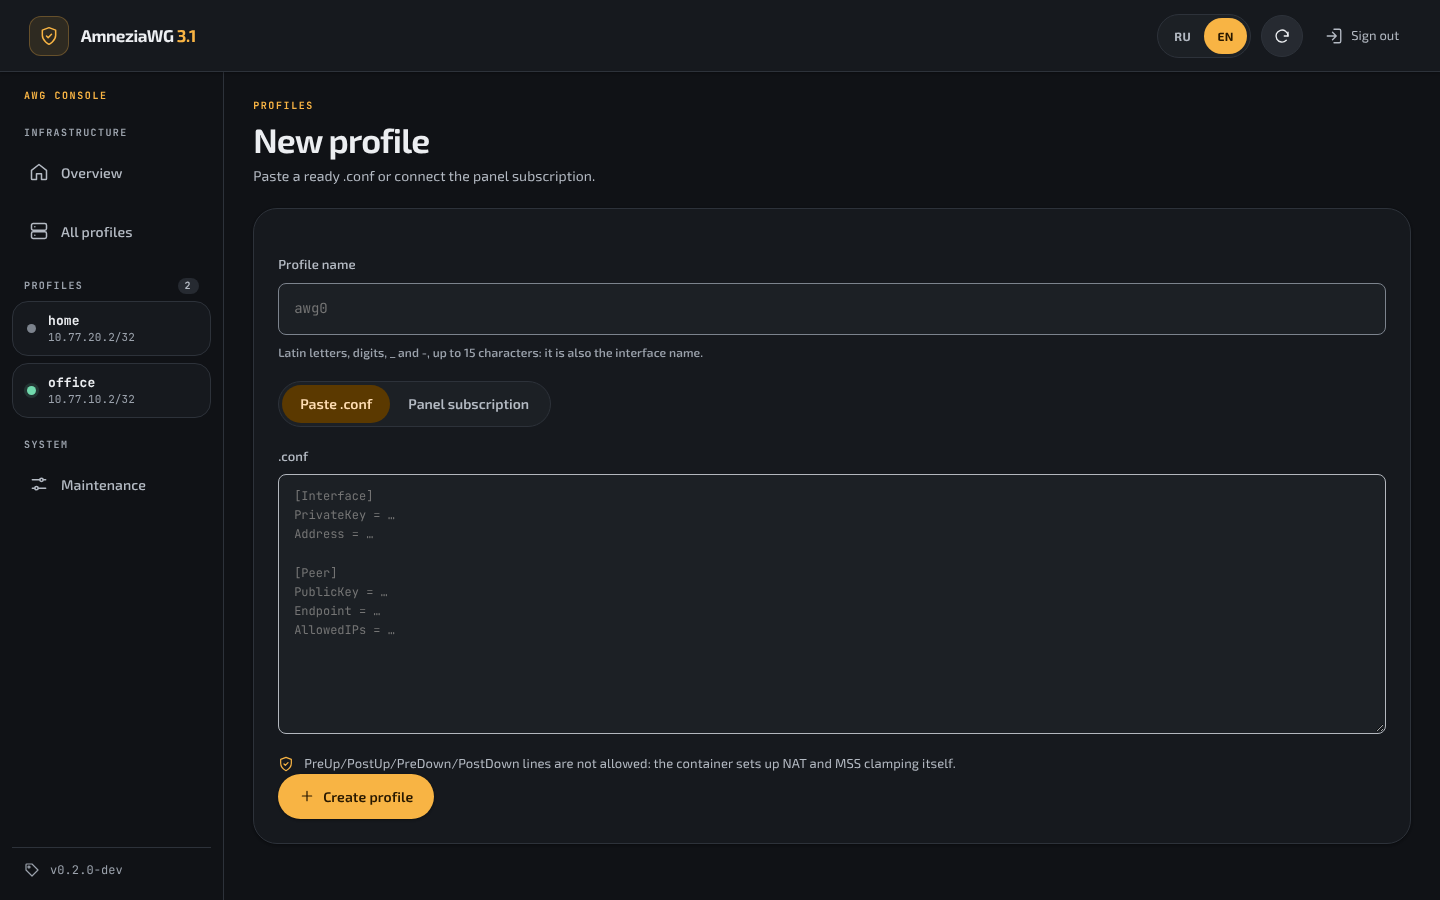 AmneziaWG 3.1
RU
EN
Sign out
AWG CONSOLE
INFRASTRUCTURE
Overview
All profiles
PROFILES
2
home
10.77.20.2/32
office
10.77.10.2/32
SYSTEM
Maintenance
v0.2.0-dev
PROFILES
New profile
Paste a ready .conf or connect the panel subscription.
Profile name
awg0
Latin letters, digits, _ and -, up to 15 characters: it is also the interface name.
Paste .conf
Panel subscription
.conf
[Interface]
PrivateKey = …
Address = …
[Peer]
PublicKey = …
Endpoint = …
AllowedIPs = …
PreUp/PostUp/PreDown/PostDown lines are not allowed: the container sets up NAT and MSS clamping itself.
Create profile